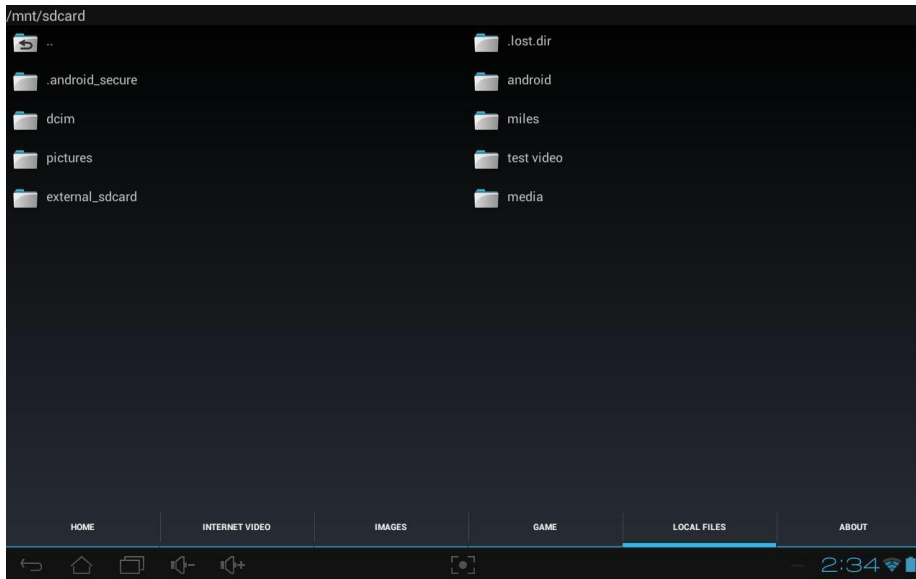 /mnt/sdcard
.. .lost.dir
.android_secure android
dcim miles
pictures test video
external_sdcard media
HOME INTERNET VIDEO IMAGES GAME LOCAL FILES ABOUT
2:34